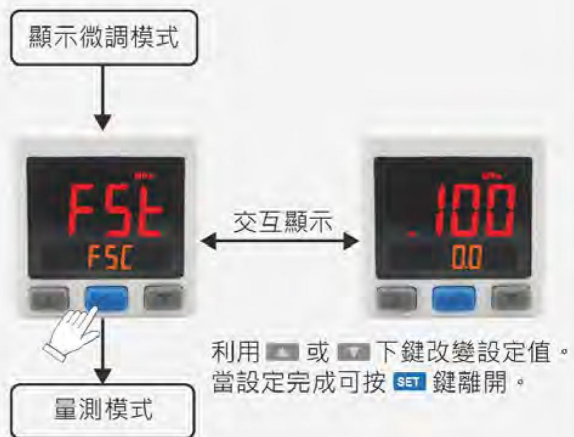 顯示微調模式
MPa
FSt
FSC
交互顯示
MPa
.100
0.0
利用 或 下鍵改變設定值。
當設定完成可按 SET 鍵離開。
量測模式